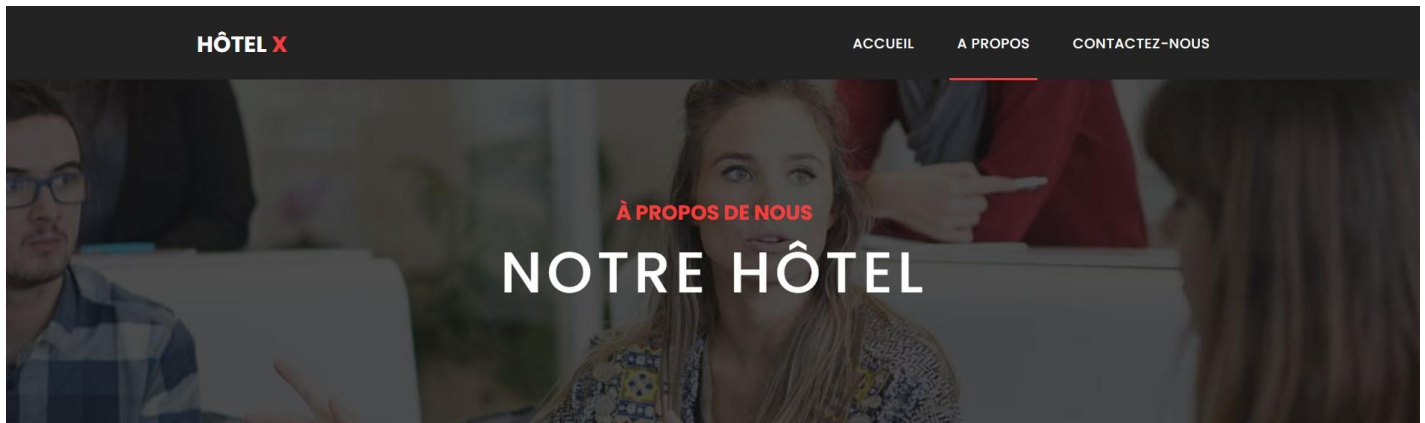 HÔTEL X
ACCUEIL A PROPOS CONTACTEZ-NOUS
À PROPOS DE NOUS
NOTRE HÔTEL